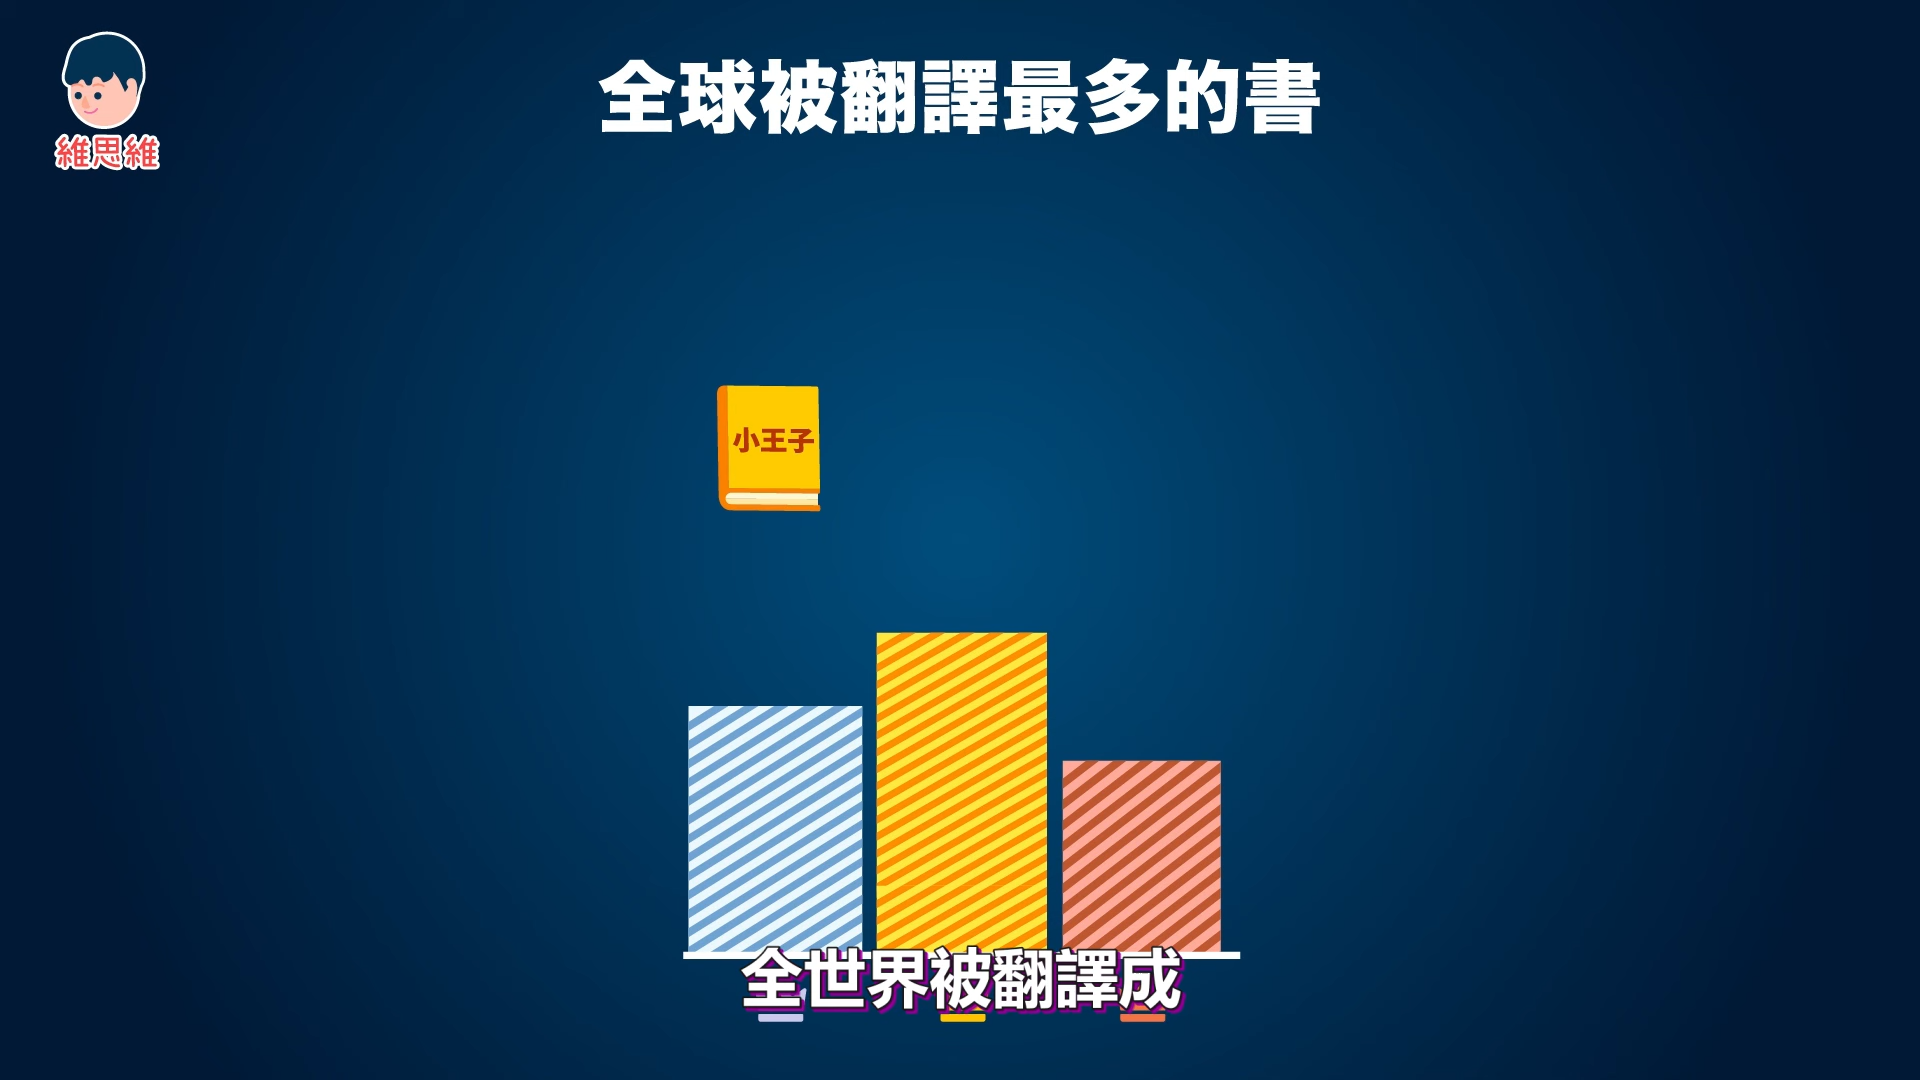 維思維
全球被翻譯最多的書
小王子
全世界被翻譯成